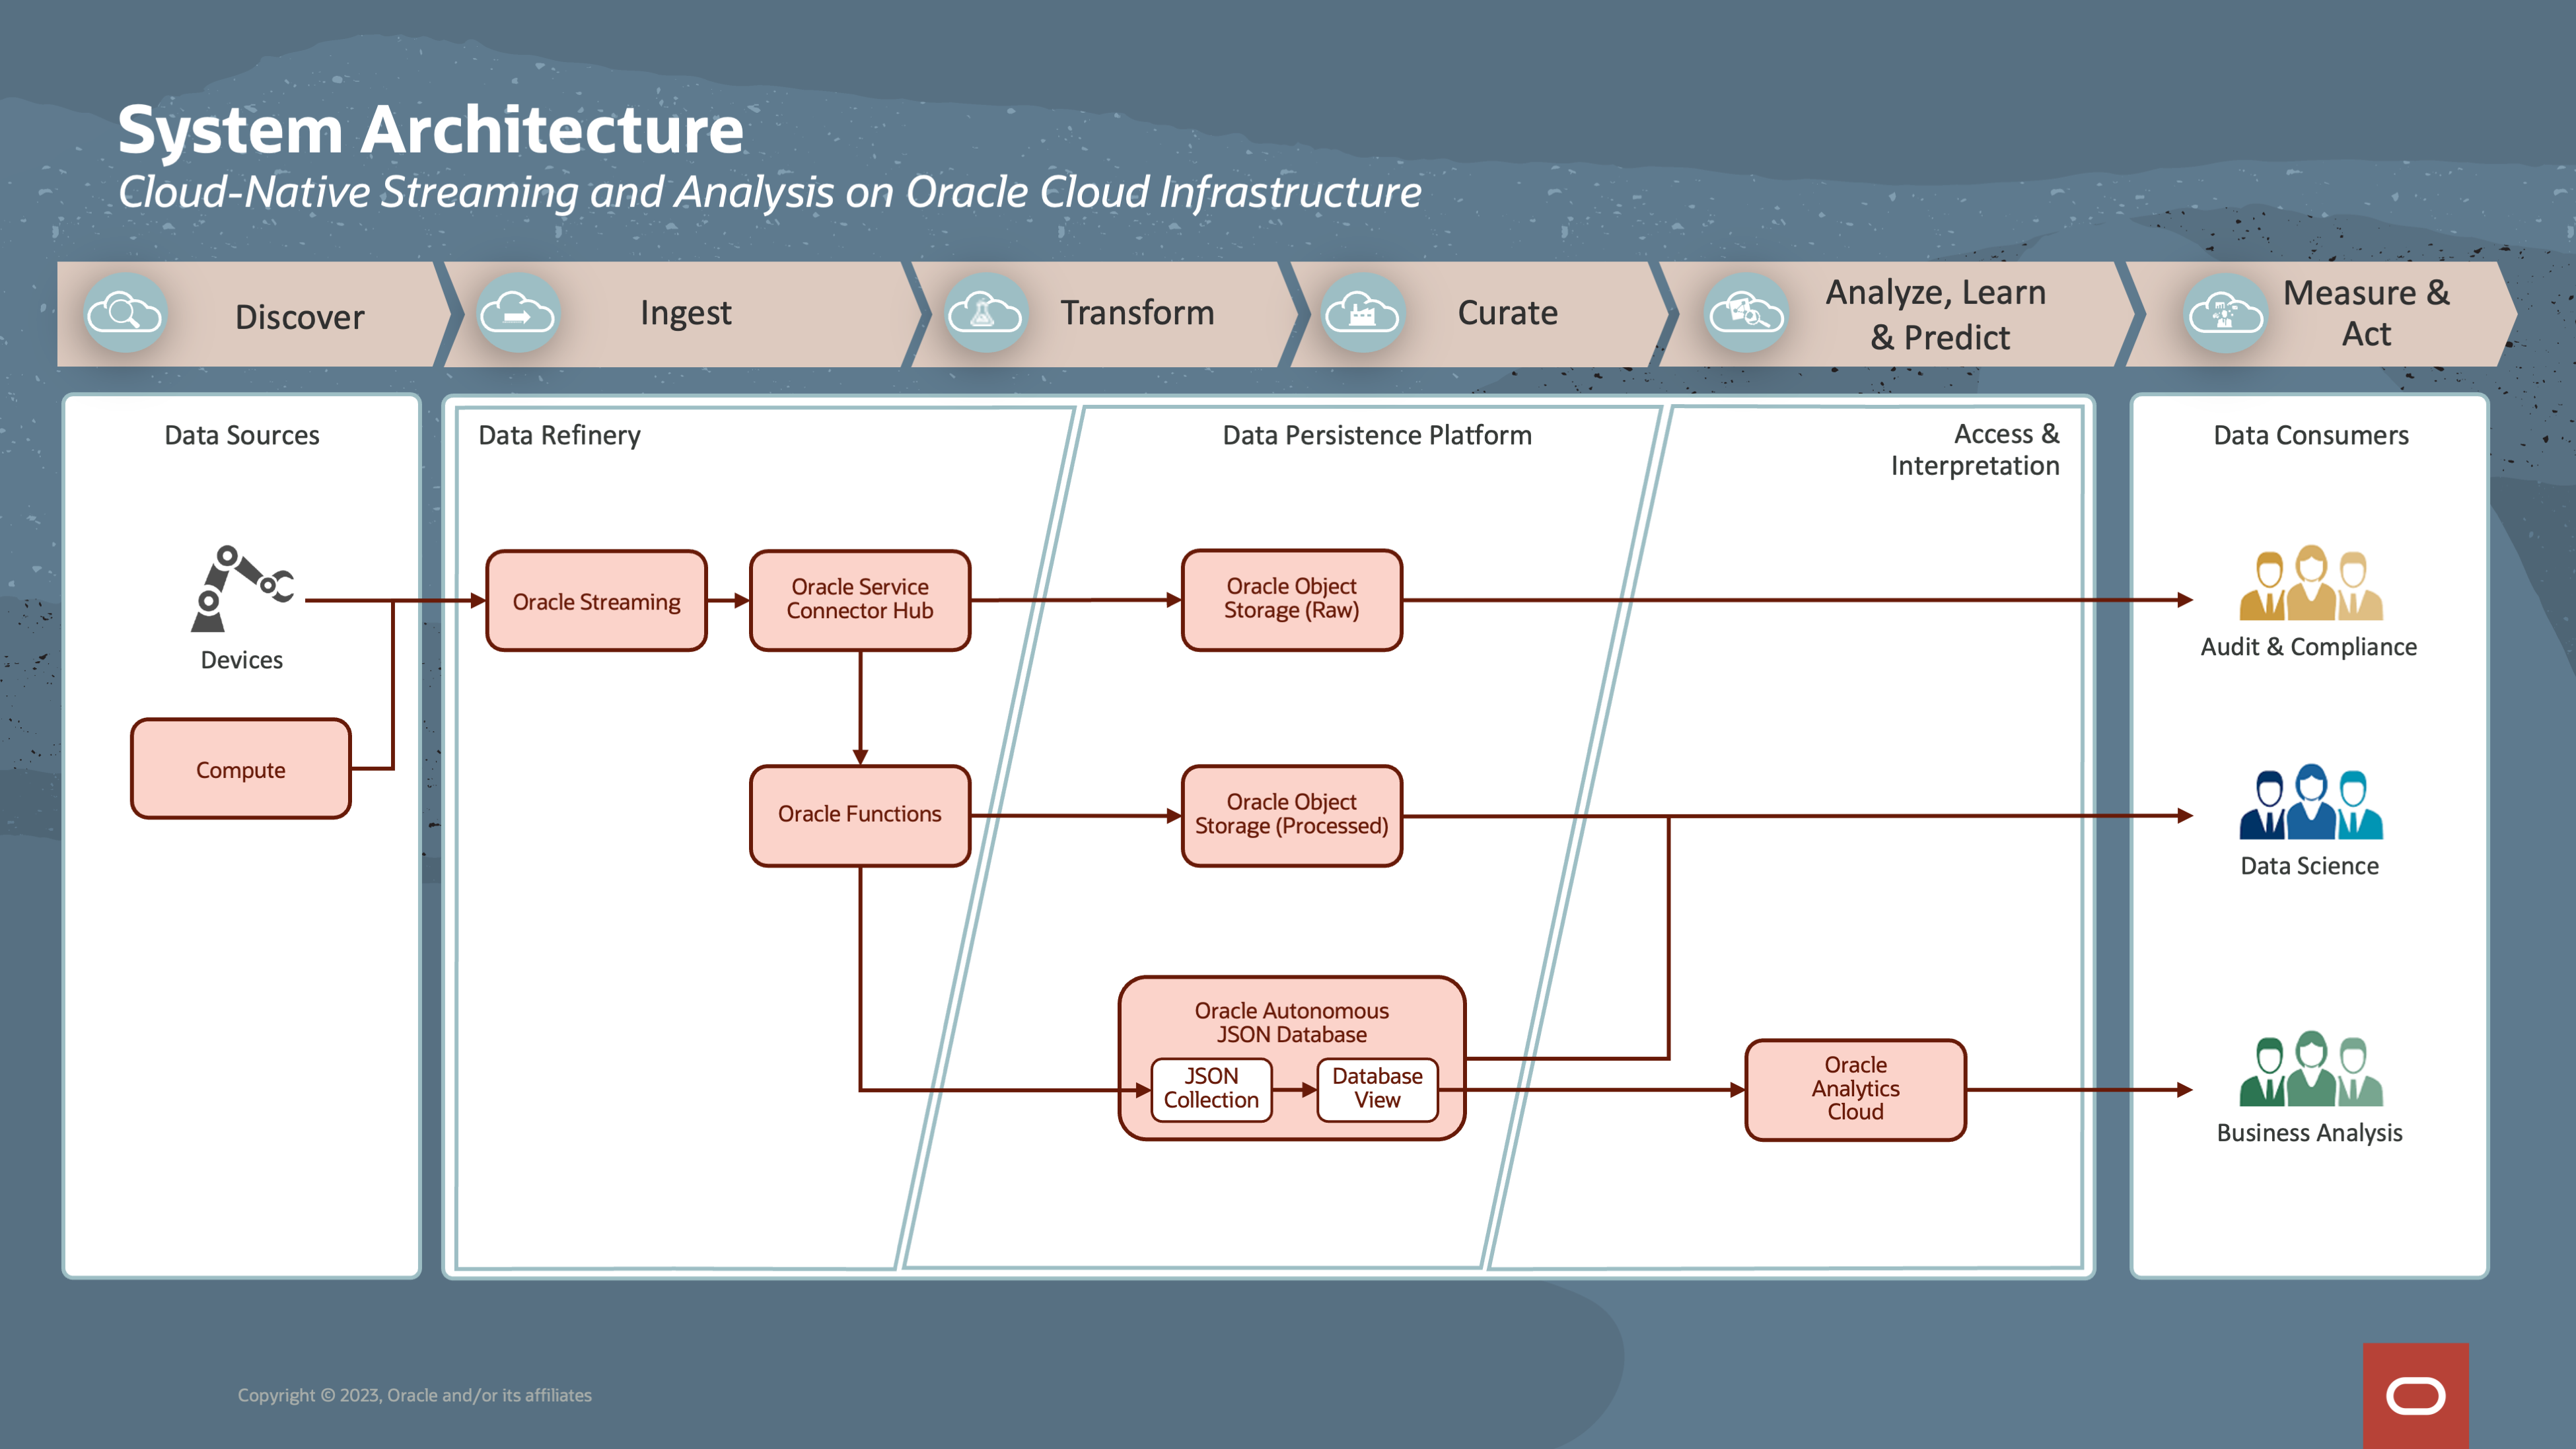 System Architecture
Cloud-Native Streaming and Analysis on Oracle Cloud Infrastructure
Discover
Ingest
Transform
Curate
Analyze, Learn
& Predict
Measure &
Act
Data Sources
Devices
Compute
Data Refinery
Oracle Streaming
Oracle Service
Connector Hub
Oracle Functions
Data Persistence Platform
Oracle Object
Storage (Raw)
Oracle Object
Storage (Processed)
Oracle Autonomous
JSON Database
JSON
Collection
Database
View
Access &
Interpretation
Oracle
Analytics
Cloud
Data Consumers
Audit & Compliance
Data Science
Business Analysis
Copyright © 2023, Oracle and/or its affiliates